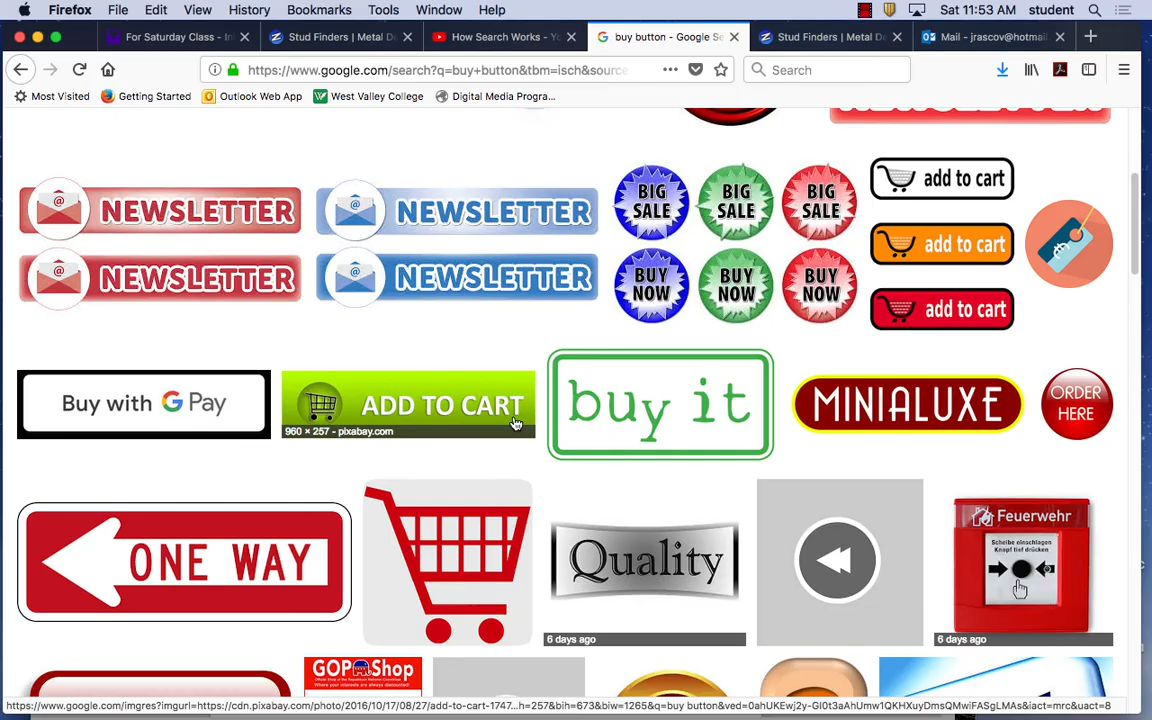 Firefox File Edit View History Bookmarks Tools Window Help Sat 11:53 AM student
For Saturday Class - In Stud Finders | Metal De How Search Works - Yo buy button - Google Se Stud Finders | Metal De Mail - jrascov@hotmail
https://www.google.com/search?q=buy+button&tbm=isch&source Search
Most Visited Getting Started Outlook Web App West Valley College Digital Media Progra...
NEWSLETTER NEWSLETTER BIG SALE BIG SALE BIG SALE add to cart
add to cart
NEWSLETTER NEWSLETTER BUY NOW BUY NOW BUY NOW add to cart
Buy with G Pay ADD TO CART buy it MINIALUXE ORDER HERE
960 × 257 - pixabay.com
ONE WAY Quality Feuerwehr
Scheibe einschlagen
Knopf tief drücken
6 days ago 6 days ago
GOP Shop
https://www.google.com/imgres?imgurl=https://cdn.pixabay.com/photo/2016/10/17/08/27/add-to-cart-1747...h=257&bih=673&biw=1265&q=buy button&ved=0ahUKEwj2y-Gl0t3aAhUmw1QKHXuyDmsQMwiFASgLMAs&iact=mrc&uact=8